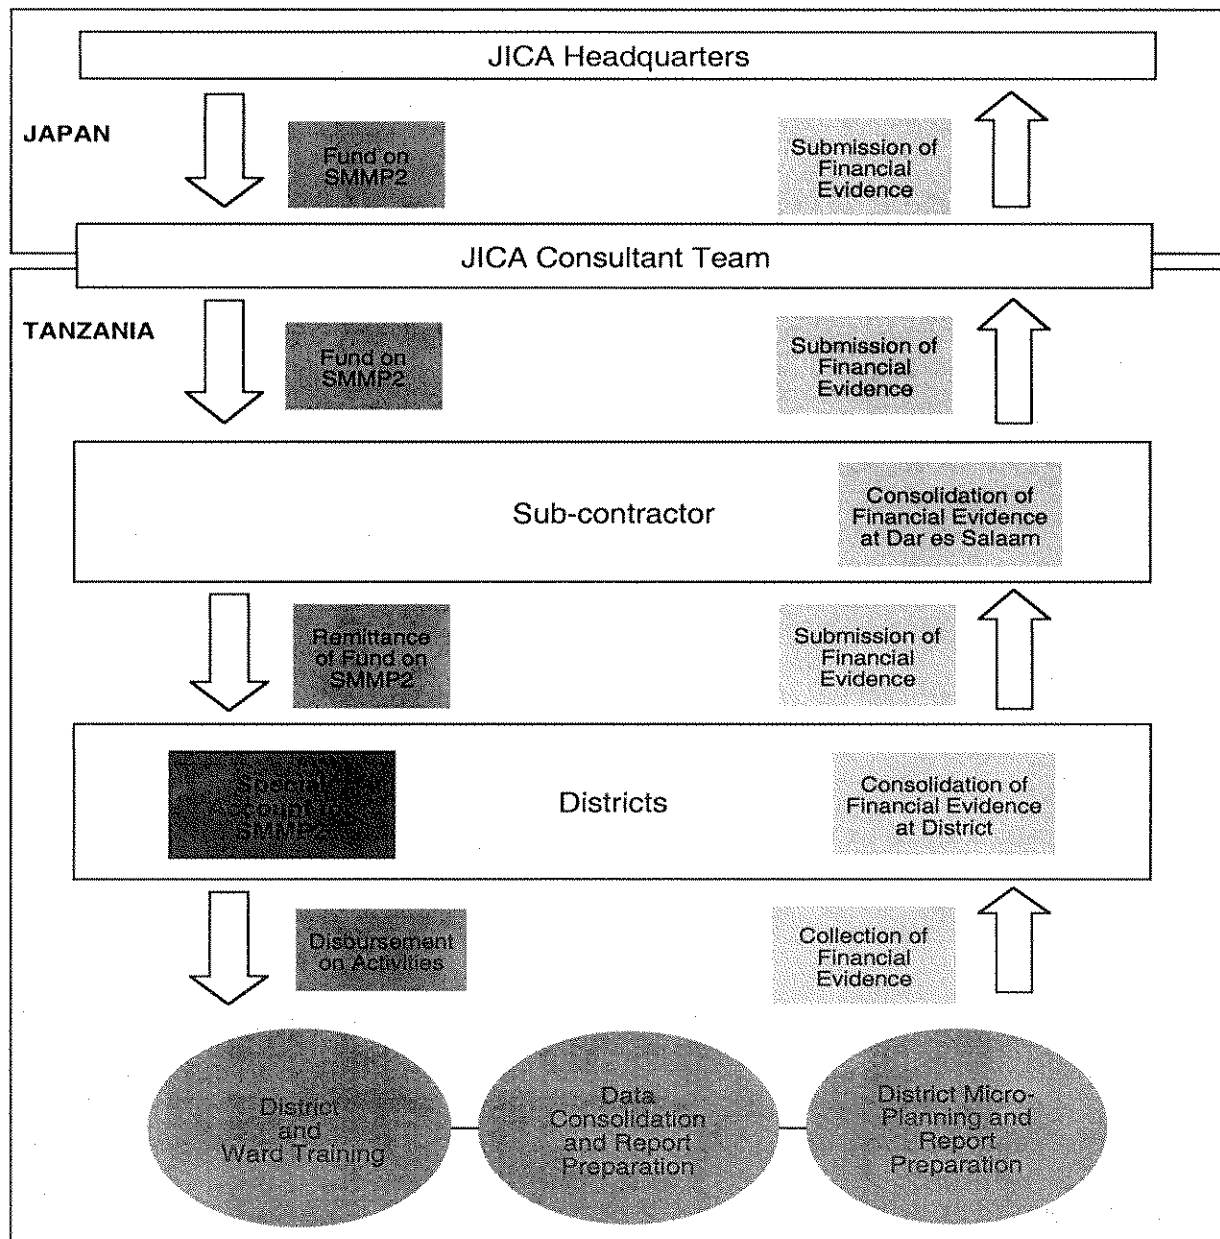 JICA Headquarters
JAPAN
Fund on
SMMP2
Submission of
Financial
Evidence
JICA Consultant Team
TANZANIA
Fund on
SMMP2
Submission of
Financial
Evidence
Sub-contractor
Consolidation of
Financial Evidence
at Dar es Salaam
Remittance
of Fund on
SMMP2
Submission of
Financial
Evidence
Special
Account
SMMP2
Districts
Consolidation of
Financial Evidence
at District
Disbursement
on Activities
Collection of
Financial
Evidence
District
and
Ward Training
Data
Consolidation
and Report
Preparation
District Micro-
Planning and
Report
Preparation